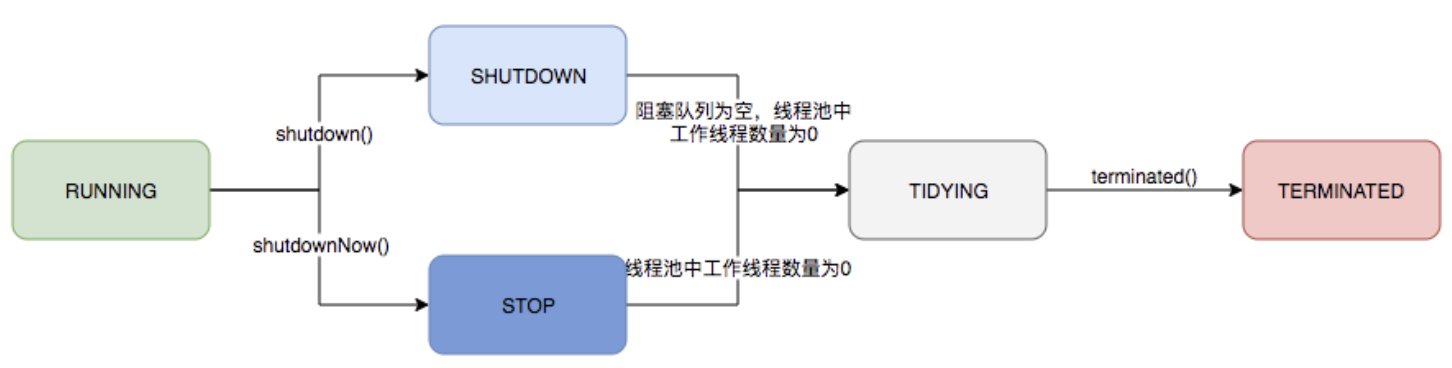 SHUTDOWN
shutdown()
阻塞队列为空，线程池中
工作线程数量为0
RUNNING
TIDYING
terminated()
TERMINATED
shutdownNow()
线程池中工作线程数量为0
STOP